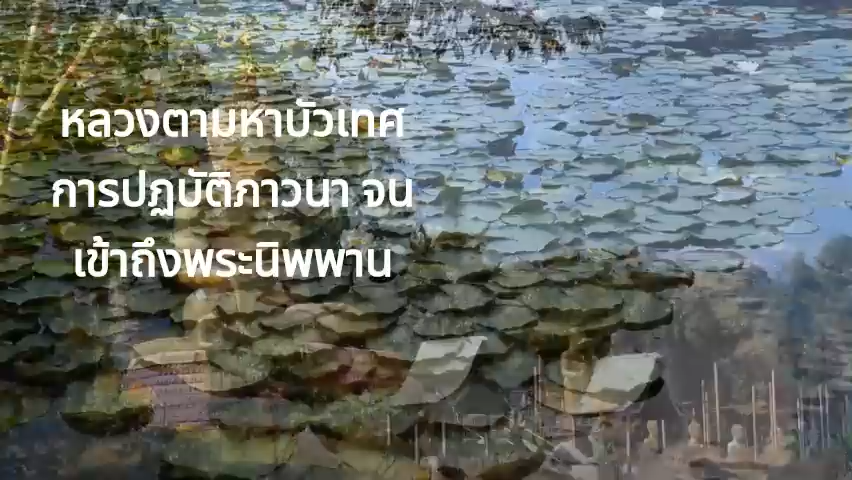 หลวงตามหาบัวเทศ
การปฏบัติภาวนา จน
เข้าถึงพระนิพพาน